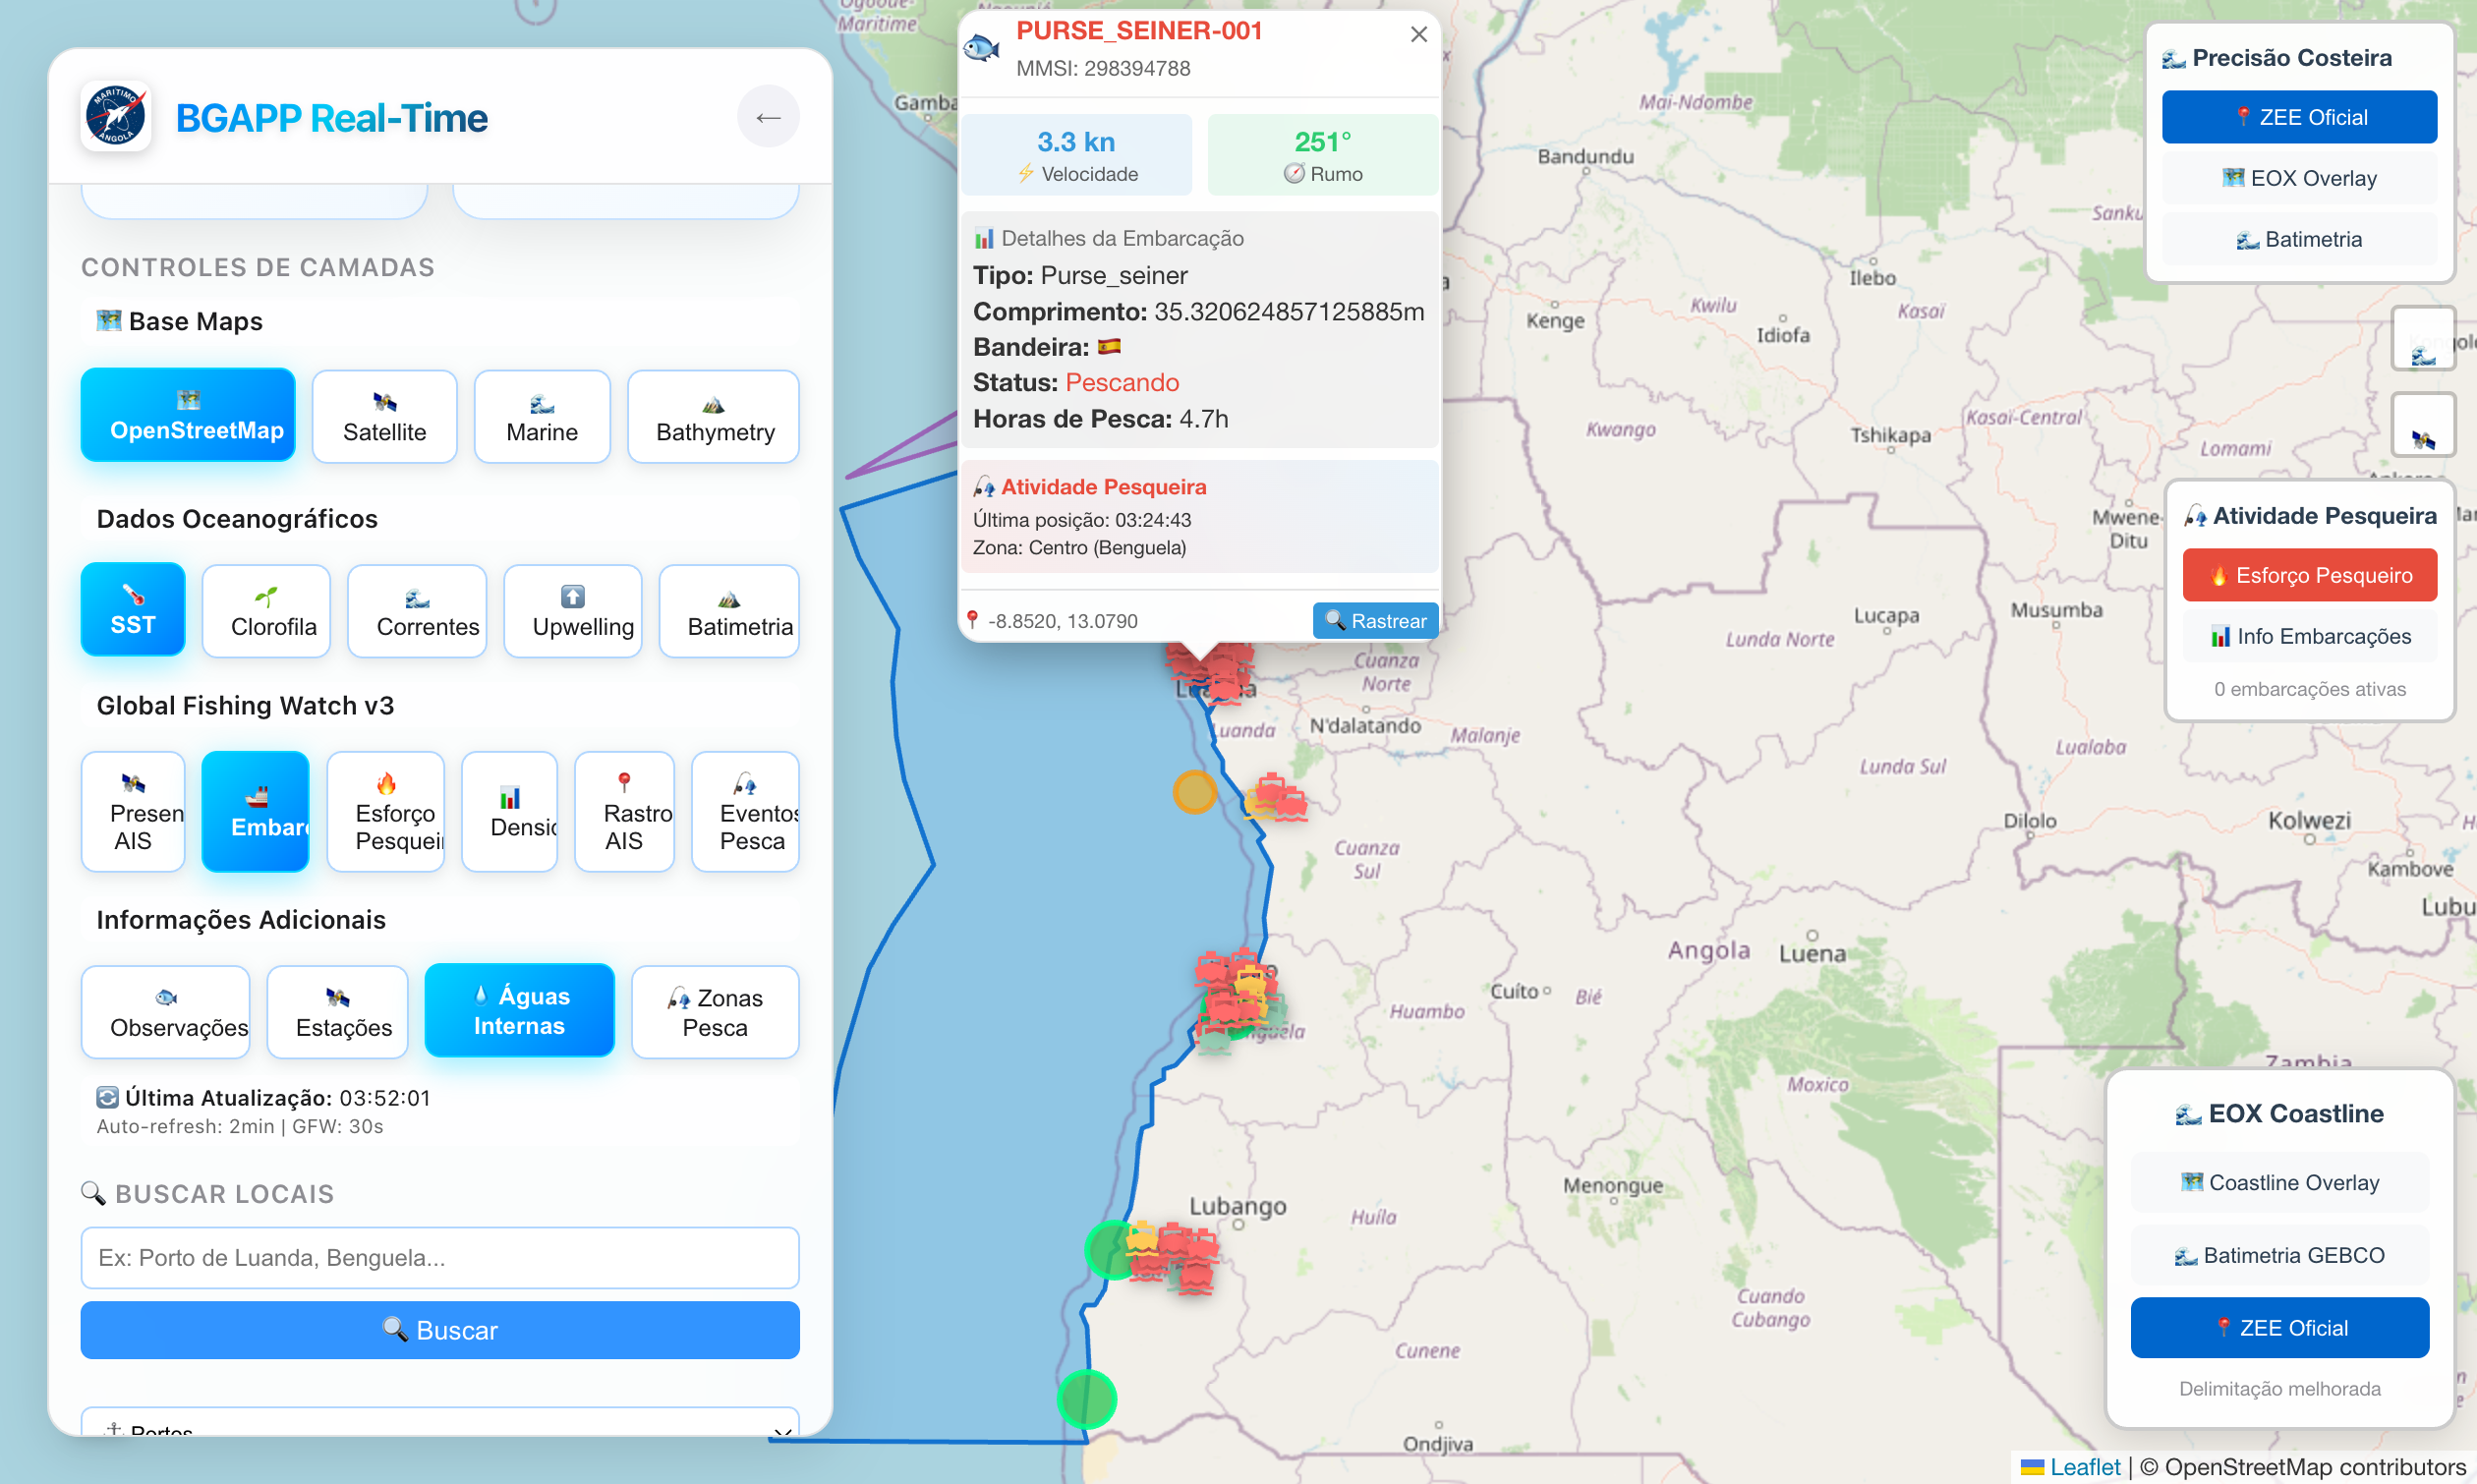 BGAPP Real-Time
←
CONTROLES DE CAMADAS
Base Maps
OpenStreetMap
Satellite
Marine
Bathymetry
Dados Oceanográficos
SST
Clorofila
Correntes
Upwelling
Batimetria
Global Fishing Watch v3
Presen
AIS
Embar
Esforço
Pesquei
Densi
Rastro
AIS
Eventos
Pesca
Informações Adicionais
Observações
Estações
Águas
Internas
Zonas
Pesca
Última Atualização: 03:52:01
Auto-refresh: 2min | GFW: 30s
BUSCAR LOCAIS
Ex: Porto de Luanda, Benguela...
Buscar
Portos
PURSE_SEINER-001
MMSI: 298394788
3.3 kn
Velocidade
251°
Rumo
Detalhes da Embarcação
Tipo: Purse_seiner
Comprimento: 35.320624857125885m
Bandeira:
Status: Pescando
Horas de Pesca: 4.7h
Atividade Pesqueira
Última posição: 03:24:43
Zona: Centro (Benguela)
-8.8520, 13.0790
Rastrear
Ogooué-
Maritime
Gamba
Mai-Ndombe
Bandundu
Sanku
Ilebo
Kwilu
Kasaï
Kenge
Idiofa
Kasaï-Central
Kwango
Tshikapa
Lomami
Mwene-
Ditu
Lucapa
Musumba
Lunda Norte
Cuanza
Norte
Luanda
N'dalatando
Malanje
Lualaba
Lunda Sul
Dilolo
Kolwezi
Cuanza
Sul
Kambove
Lubu
Angola
Luena
Cuíto
Bié
Huambo
Zambia
Moxico
Lubango
Huíla
Menongue
Cuando
Cubango
Cunene
Ondjiva
Precisão Costeira
ZEE Oficial
EOX Overlay
Batimetria
Atividade Pesqueira
Esforço Pesqueiro
Info Embarcações
0 embarcações ativas
EOX Coastline
Coastline Overlay
Batimetria GEBCO
ZEE Oficial
Delimitação melhorada
Leaflet | © OpenStreetMap contributors